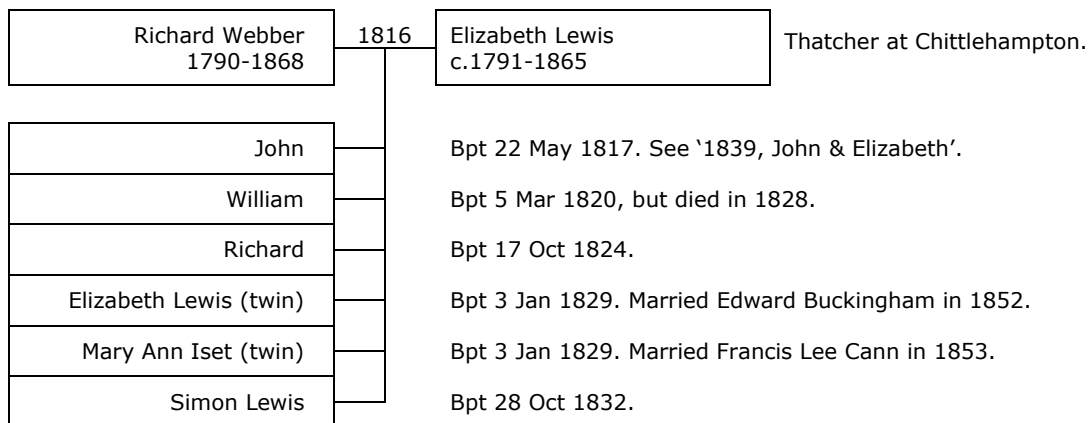 Richard Webber
1790-1868
1816
Elizabeth Lewis
c.1791-1865
Thatcher at Chittlehampton.
John
Bpt 22 May 1817. See ‘1839, John & Elizabeth’.
William
Bpt 5 Mar 1820, but died in 1828.
Richard
Bpt 17 Oct 1824.
Elizabeth Lewis (twin)
Bpt 3 Jan 1829. Married Edward Buckingham in 1852.
Mary Ann Iset (twin)
Bpt 3 Jan 1829. Married Francis Lee Cann in 1853.
Simon Lewis
Bpt 28 Oct 1832.